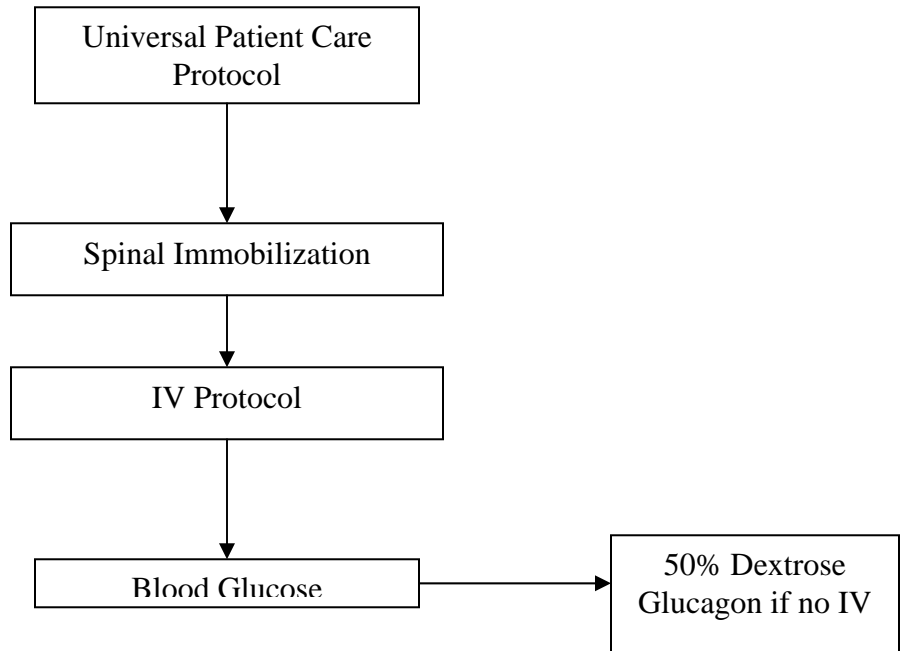 Universal Patient Care
Protocol
Spinal Immobilization
IV Protocol
Blood Glucose
50% Dextrose
Glucagon if no IV